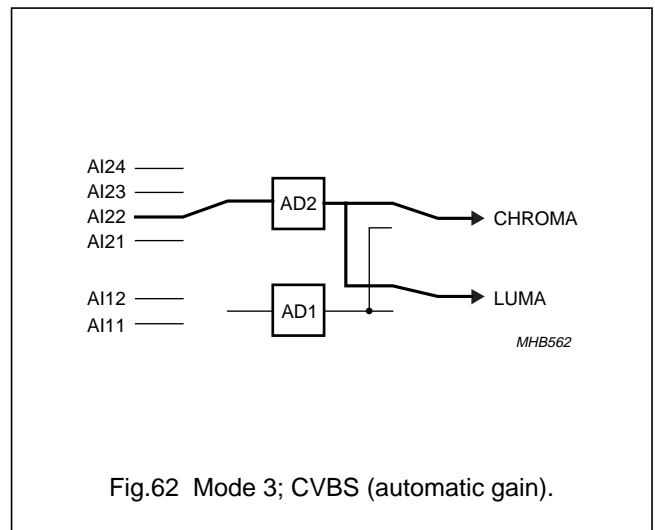 AI24
AI23
AI22
AI21
AD2
CHROMA
AI12
AI11
AD1
LUMA
MHB562
Fig.62 Mode 3; CVBS (automatic gain).